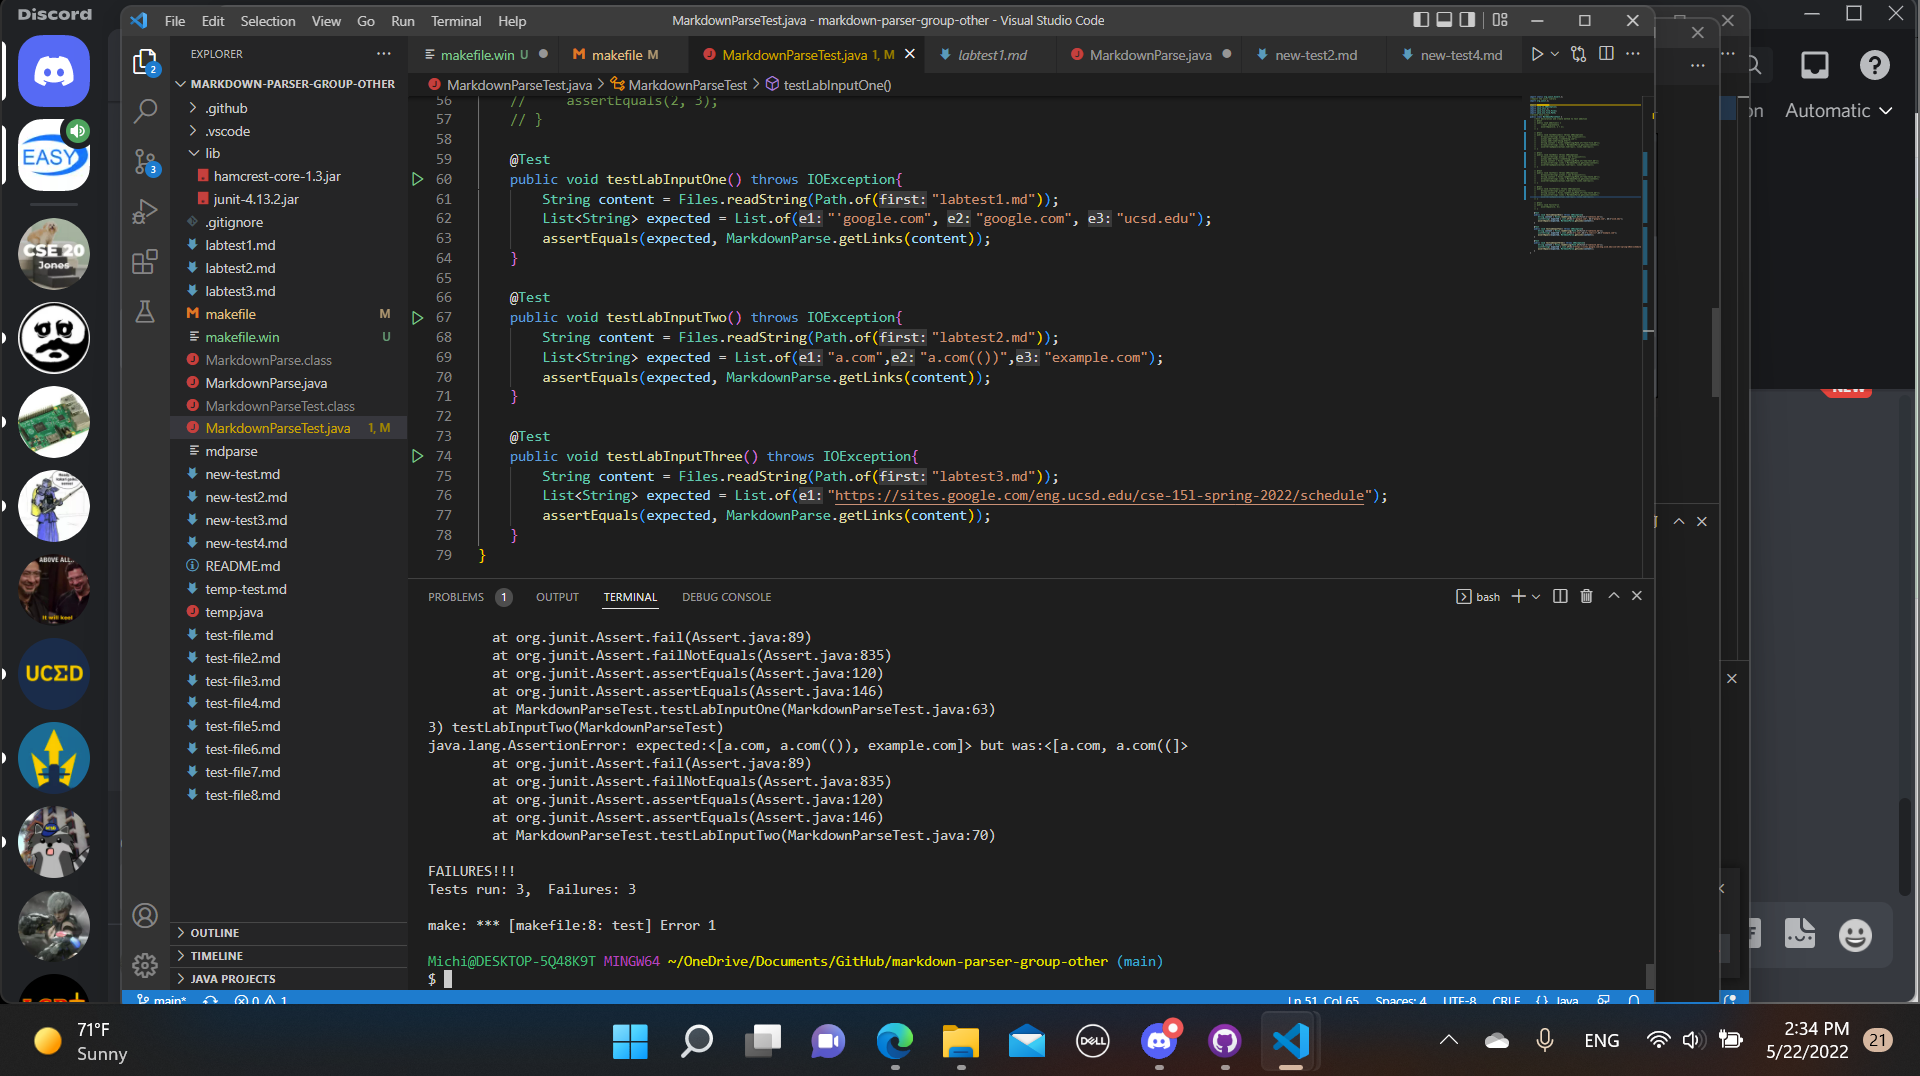 Discord
File Edit Selection View Go Run Terminal Help
MarkdownParseTest.java - markdown-parser-group-other - Visual Studio Code
EXPLORER
makefile.win U
makefile M
MarkdownParseTest.java 1, M
labtest1.md
MarkdownParse.java
new-test2.md
new-test4.md
MARKDOWN-PARSER-GROUP-OTHER
MarkdownParseTest.java > MarkdownParseTest > testLabInputOne()
.github
.vscode
lib
hamcrest-core-1.3.jar
junit-4.13.2.jar
.gitignore
labtest1.md
labtest2.md
labtest3.md
makefile M
makefile.win U
MarkdownParse.class
MarkdownParse.java
MarkdownParseTest.class
MarkdownParseTest.java 1, M
mdparse
new-test.md
new-test2.md
new-test3.md
new-test4.md
README.md
temp-test.md
temp.java
test-file.md
test-file2.md
test-file3.md
test-file4.md
test-file5.md
test-file6.md
test-file7.md
test-file8.md
OUTLINE
TIMELINE
JAVA PROJECTS
2
3
EASY
CSE 20
Jones
ABOVE ALL..
UCΣD
56 // assertEquals(2, 3);
57 // }
58
59 @Test
60 public void testLabInputOne() throws IOException{
61 String content = Files.readString(Path.of(first: "labtest1.md"));
62 List<String> expected = List.of(e1: "'google.com", e2: "google.com", e3: "ucsd.edu");
63 assertEquals(expected, MarkdownParse.getLinks(content));
64 }
65
66 @Test
67 public void testLabInputTwo() throws IOException{
68 String content = Files.readString(Path.of(first: "labtest2.md"));
69 List<String> expected = List.of(e1: "a.com",e2: "a.com(())",e3: "example.com");
70 assertEquals(expected, MarkdownParse.getLinks(content));
71 }
72
73 @Test
74 public void testLabInputThree() throws IOException{
75 String content = Files.readString(Path.of(first: "labtest3.md"));
76 List<String> expected = List.of(e1: "https://sites.google.com/eng.ucsd.edu/cse-15l-spring-2022/schedule");
77 assertEquals(expected, MarkdownParse.getLinks(content));
78 }
79 }
PROBLEMS 1 OUTPUT TERMINAL DEBUG CONSOLE
bash
at org.junit.Assert.fail(Assert.java:89)
at org.junit.Assert.failNotEquals(Assert.java:835)
at org.junit.Assert.assertEquals(Assert.java:120)
at org.junit.Assert.assertEquals(Assert.java:146)
at MarkdownParseTest.testLabInputOne(MarkdownParseTest.java:63)
3) testLabInputTwo(MarkdownParseTest)
java.lang.AssertionError: expected:<[a.com, a.com(()), example.com]> but was:<[a.com, a.com((]>
at org.junit.Assert.fail(Assert.java:89)
at org.junit.Assert.failNotEquals(Assert.java:835)
at org.junit.Assert.assertEquals(Assert.java:120)
at org.junit.Assert.assertEquals(Assert.java:146)
at MarkdownParseTest.testLabInputTwo(MarkdownParseTest.java:70)
FAILURES!!!
Tests run: 3, Failures: 3
make: *** [makefile:8: test] Error 1
Michi@DESKTOP-5Q48K9T MINGW64 ~/OneDrive/Documents/GitHub/markdown-parser-group-other (main)
$
main* 0 1
Ln 51, Col 65 Spaces: 4 UTF-8 CRLF {} Java
on Automatic
NEW
71°F
Sunny
DELL
ENG
2:34 PM
5/22/2022
21